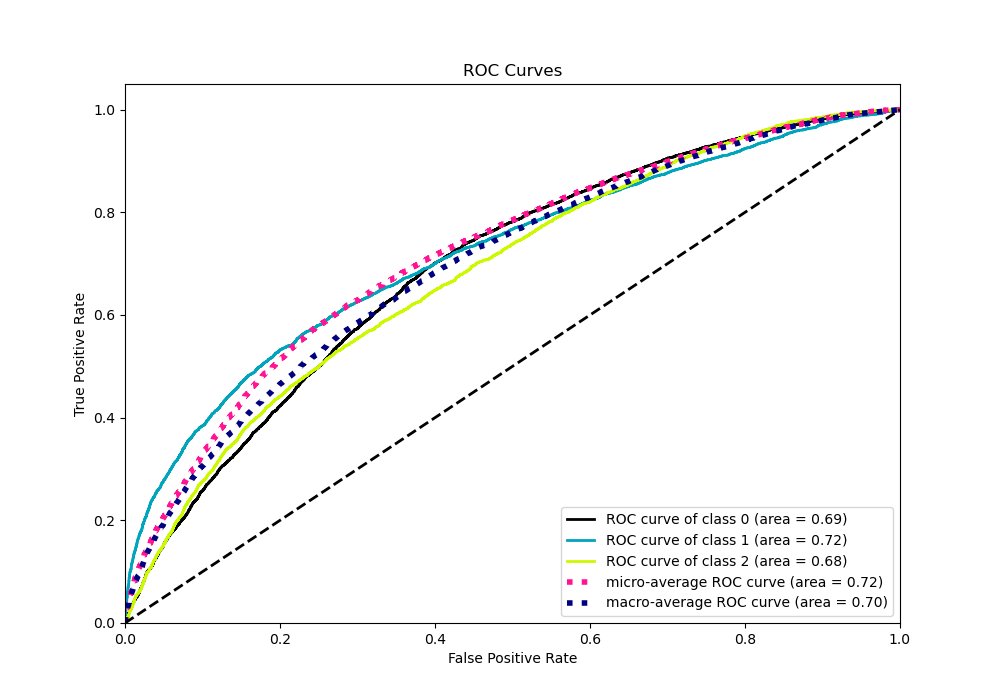 ROC Curves
True Positive Rate
1.0
0.8
0.6
0.4
0.2
0.0
ROC curve of class 0 (area = 0.69)
ROC curve of class 1 (area = 0.72)
ROC curve of class 2 (area = 0.68)
micro-average ROC curve (area = 0.72)
macro-average ROC curve (area = 0.70)
0.0 0.2 0.4 0.6 0.8 1.0
False Positive Rate